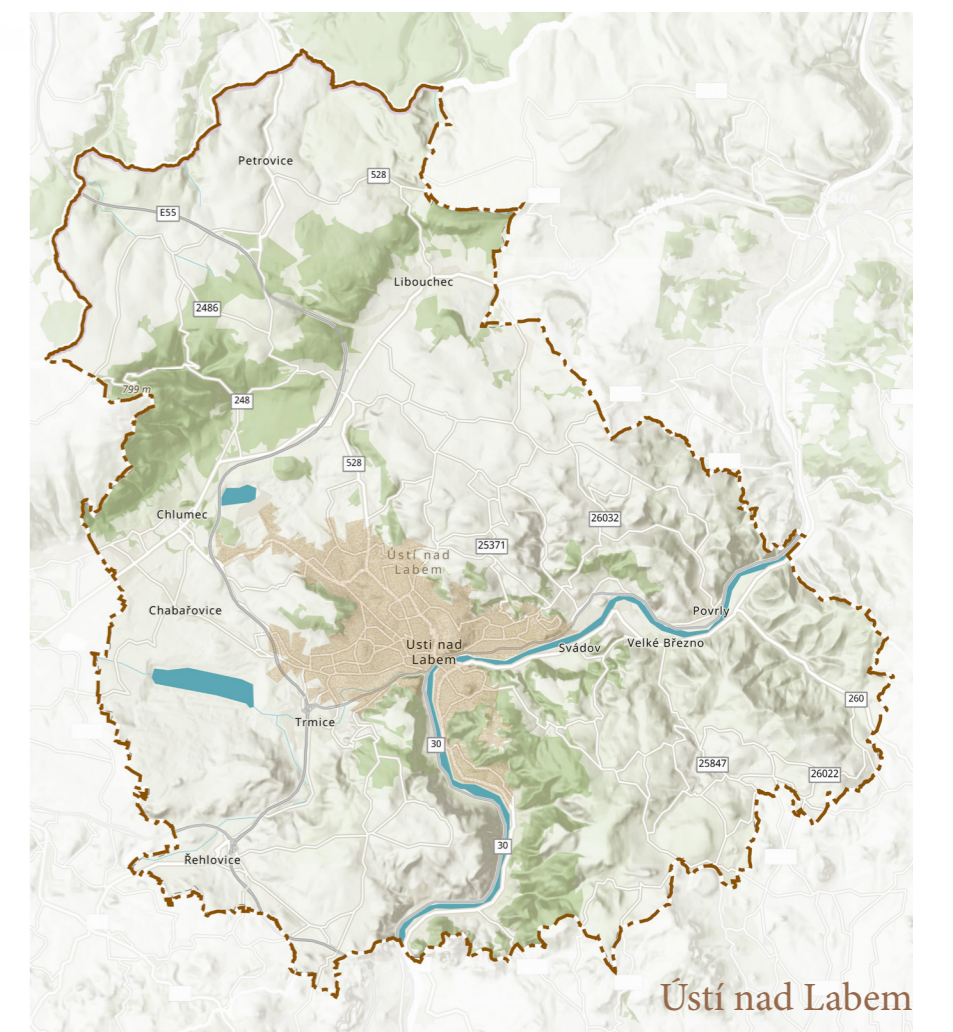 Petrovice
528
E55
Libouchec
2486
799 m
248
528
Chlumec
26032
25371
Ústí nad
Labem
Chabařovice
Povrly
Ústí nad
Labem
Svádov
Velké Březno
260
Trmice
30
25847
26022
30
Řehlovice
Ústí nad Labem